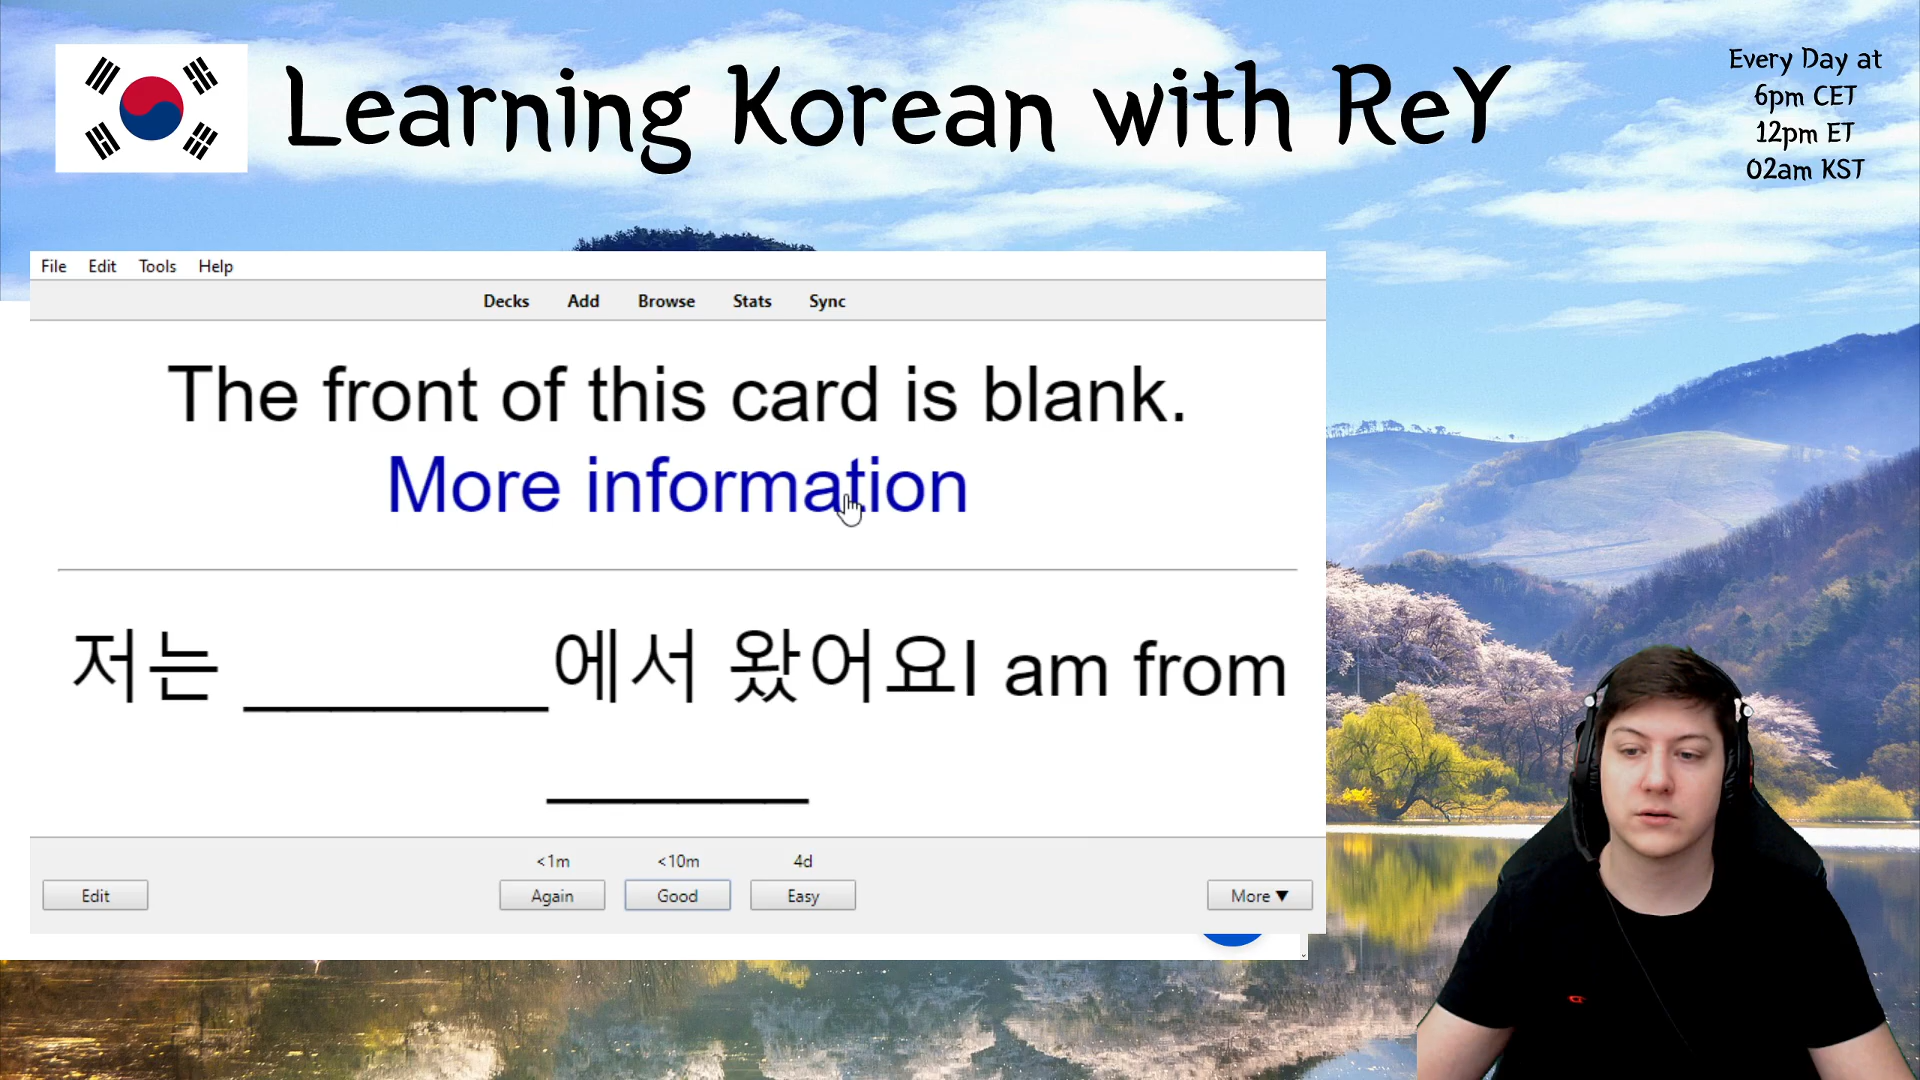 Learning Korean with ReY
Every Day at
6pm CET
12pm ET
02am KST
File Edit Tools Help
Decks Add Browse Stats Sync
The front of this card is blank.
More information
저는 _______에서 왔어요I am from
______
<1m <10m 4d
Edit Again Good Easy More ▼